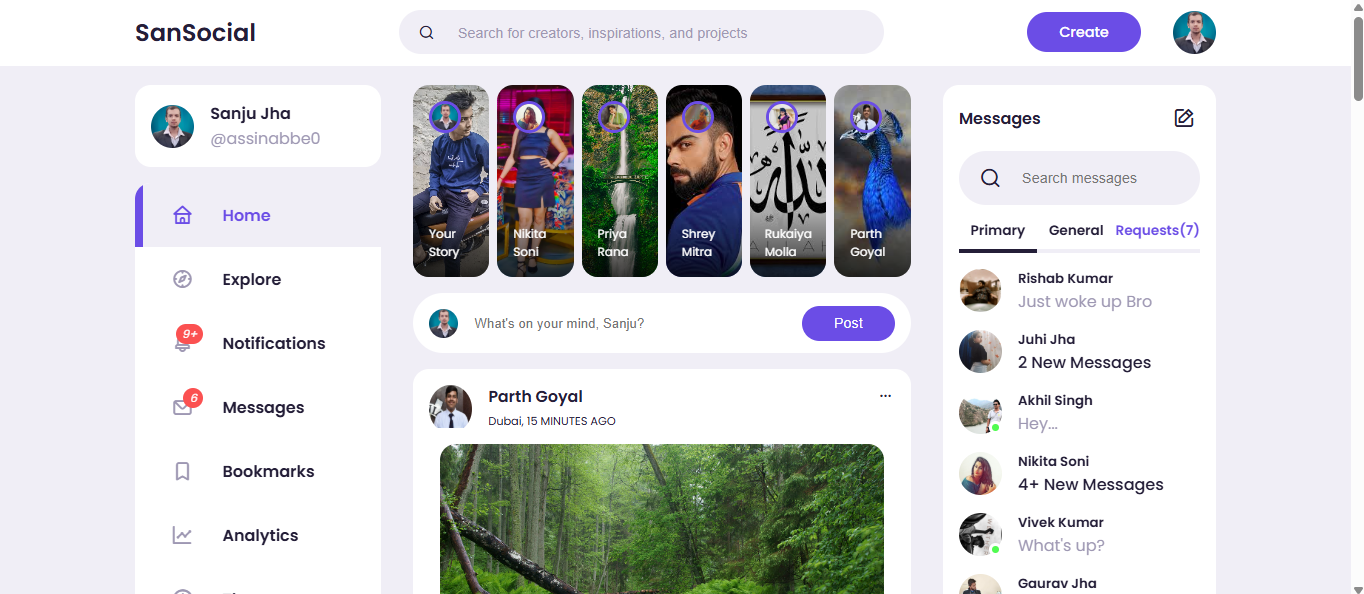 SanSocial
Search for creators, inspirations, and projects
Create
Sanju Jha
@assinabbe0
Home
Explore
9+
Notifications
6
Messages
Bookmarks
Analytics
Your
Story
Nikita
Soni
Priya
Rana
Shrey
Mitra
Rukaiya
Molla
Parth
Goyal
What's on your mind, Sanju?
Post
Parth Goyal
Dubai, 15 MINUTES AGO
...
Messages
Search messages
Primary
General
Requests(7)
Rishab Kumar
Just woke up Bro
Juhi Jha
2 New Messages
Akhil Singh
Hey...
Nikita Soni
4+ New Messages
Vivek Kumar
What's up?
Gaurav Jha